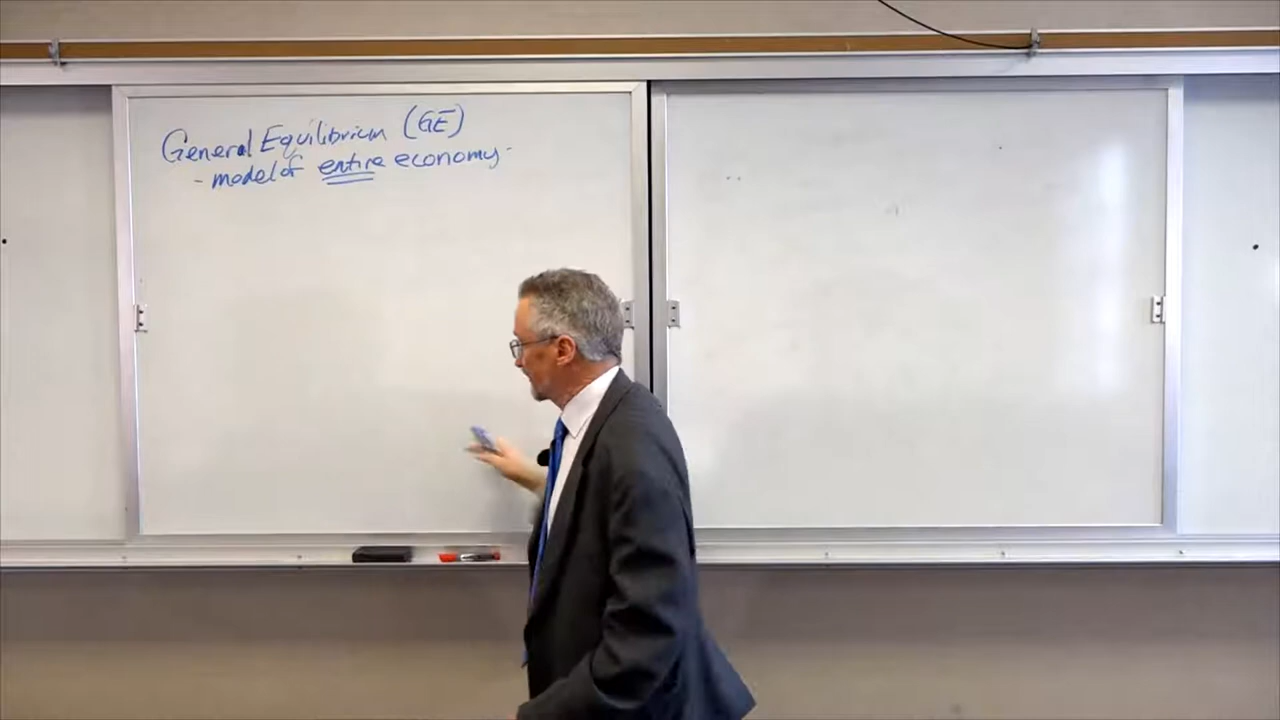 General Equilibrium (GE)
- model of entire economy.